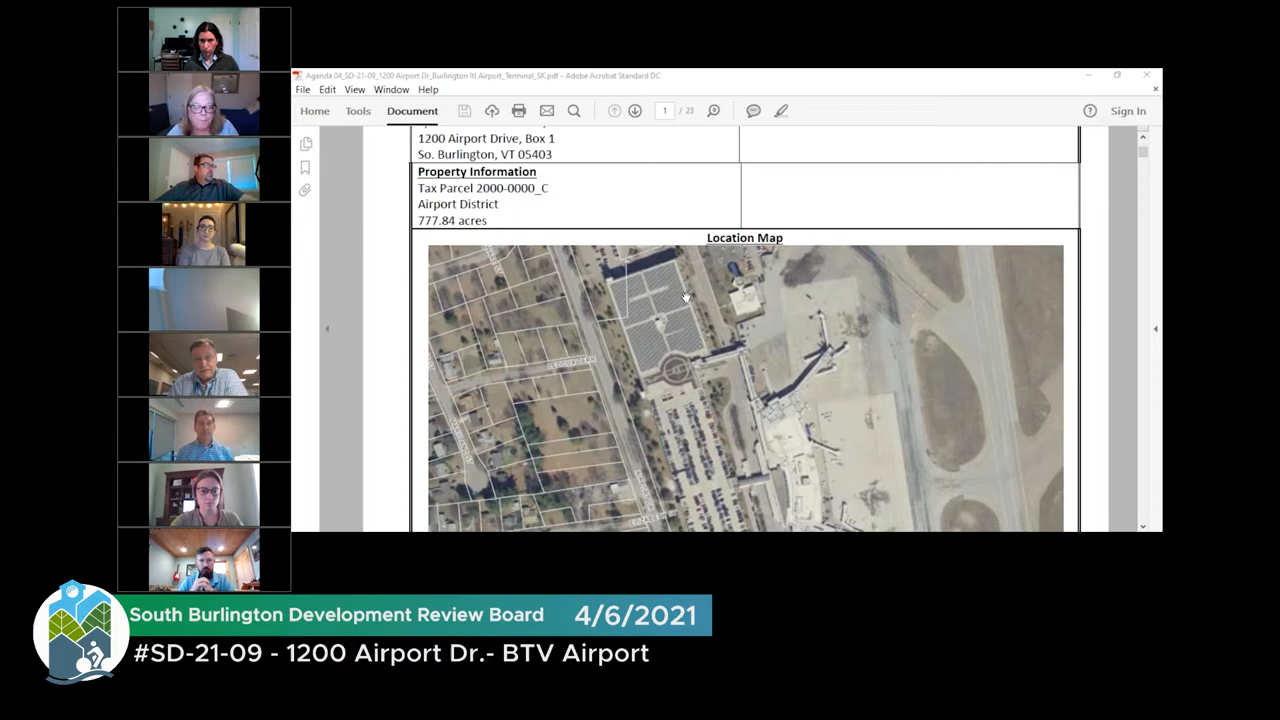 Agenda 04_SD-21-09_1200 Airport Dr_Burlington Itl Airport_Terminal_SK.pdf - Adobe Acrobat Standard DC
File Edit View Window Help
Home Tools Document 1 / 23 Sign In
1200 Airport Drive, Box 1
So. Burlington, VT 05403
Property Information
Tax Parcel 2000-0000_C
Airport District
777.84 acres
Location Map
South Burlington Development Review Board 4/6/2021
#SD-21-09 - 1200 Airport Dr.- BTV Airport